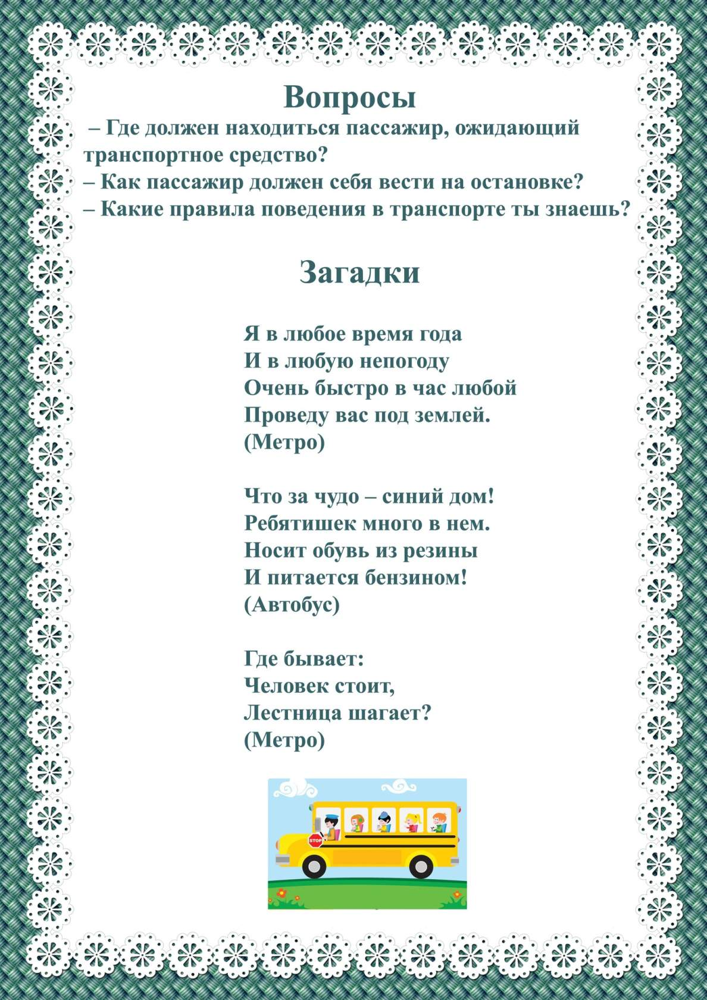 Вопросы
– Где должен находиться пассажир, ожидающий
транспортное средство?
– Как пассажир должен себя вести на остановке?
– Какие правила поведения в транспорте ты знаешь?
Загадки
Я в любое время года
И в любую непогоду
Очень быстро в час любой
Проведу вас под землей.
(Метро)
Что за чудо – синий дом!
Ребятишек много в нем.
Носит обувь из резины
И питается бензином!
(Автобус)
Где бывает:
Человек стоит,
Лестница шагает?
(Метро)
STOP